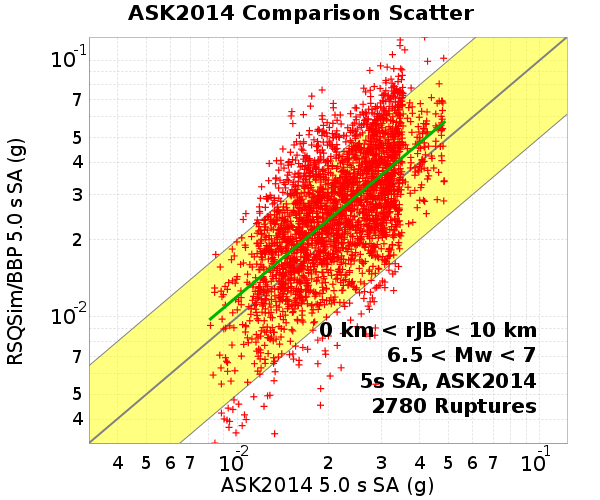 ASK2014 Comparison Scatter
RSQSim/BBP 5.0 s SA (g)
10-1
7
5
4
3
2
10-2
7
5
4
0 km < rJB < 10 km
6.5 < Mw < 7
5s SA, ASK2014
2780 Ruptures
4 5 6 7 10-2 2 3 4 5 6 7 10-1
ASK2014 5.0 s SA (g)